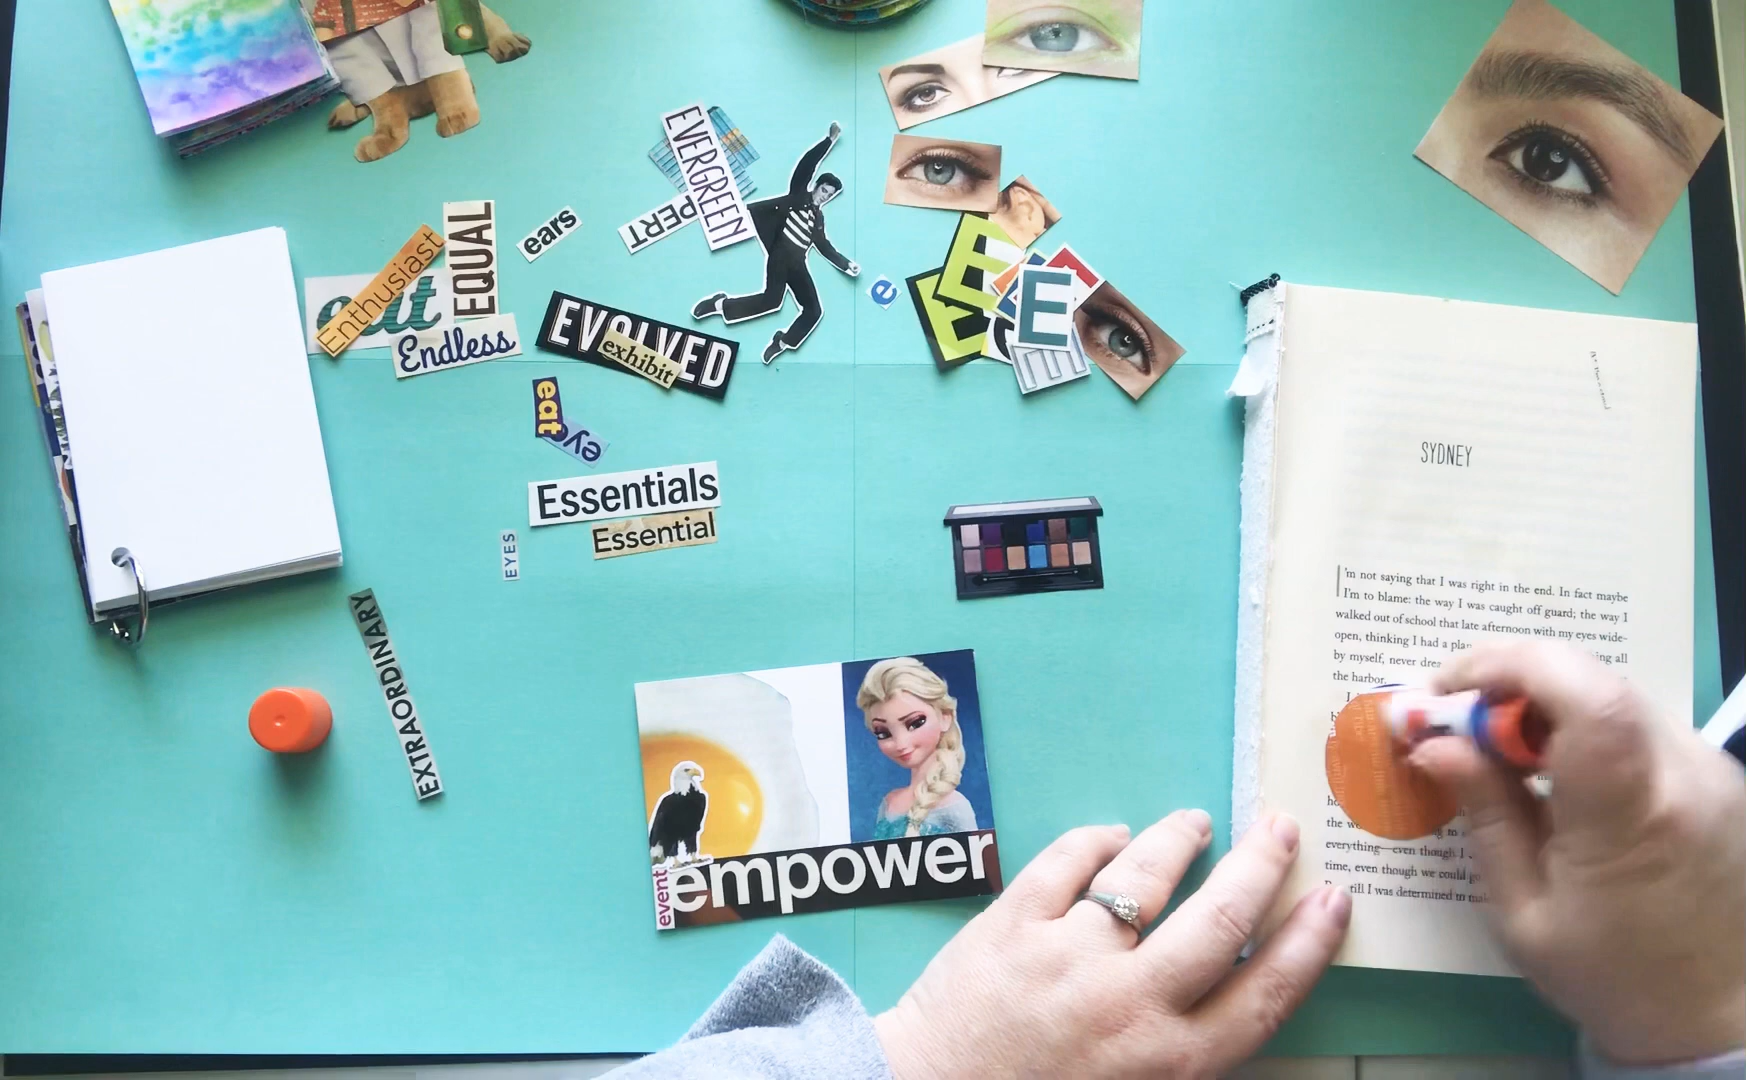 EVERGREEN
PERT
EQUAL
ears
Enthusiast
Endless
EVOLVED
exhibit
e
E
E
E
E
eat
eye
Essentials
Essential
EYES
EXTRAORDINARY
event
empower
SYDNEY
I'm not saying that I was right in the end. In fact maybe
I'm to blame: the way I was caught off guard; the way I
walked out of school that late afternoon with my eyes wide-
open, thinking I had a
by myself, never
the harbor.
I
the
everything—even though I
time, even though we could
till I was determined to